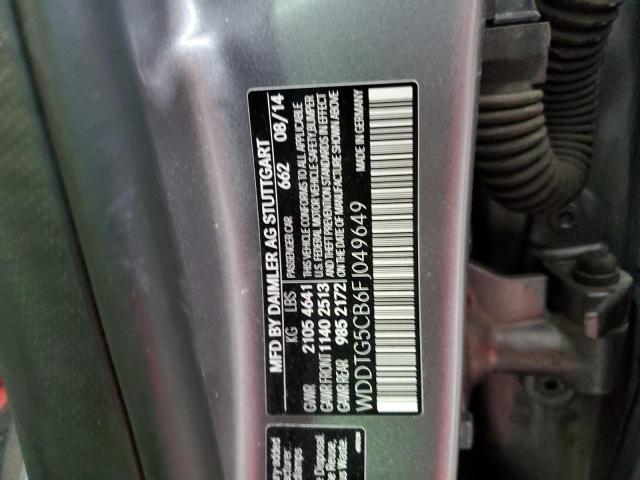 MFD BY DAIMLER AG STUTTGART
KG LBS PASSENGER CAR 662 08/14
GVWR 2105 4641 THIS VEHICLE CONFORMS TO ALL APPLICABLE
GAWR FRONT 1140 2513 U.S. FEDERAL MOTOR VEHICLE SAFETY/BUMPER
AND THEFT PREVENTION STANDARDS IN EFFECT
GAWR REAR 985 2172 ON DATE OF MANUFACTURE SHOWN ABOVE
WDDTG5CB6FJ049649 MADE IN GERMANY